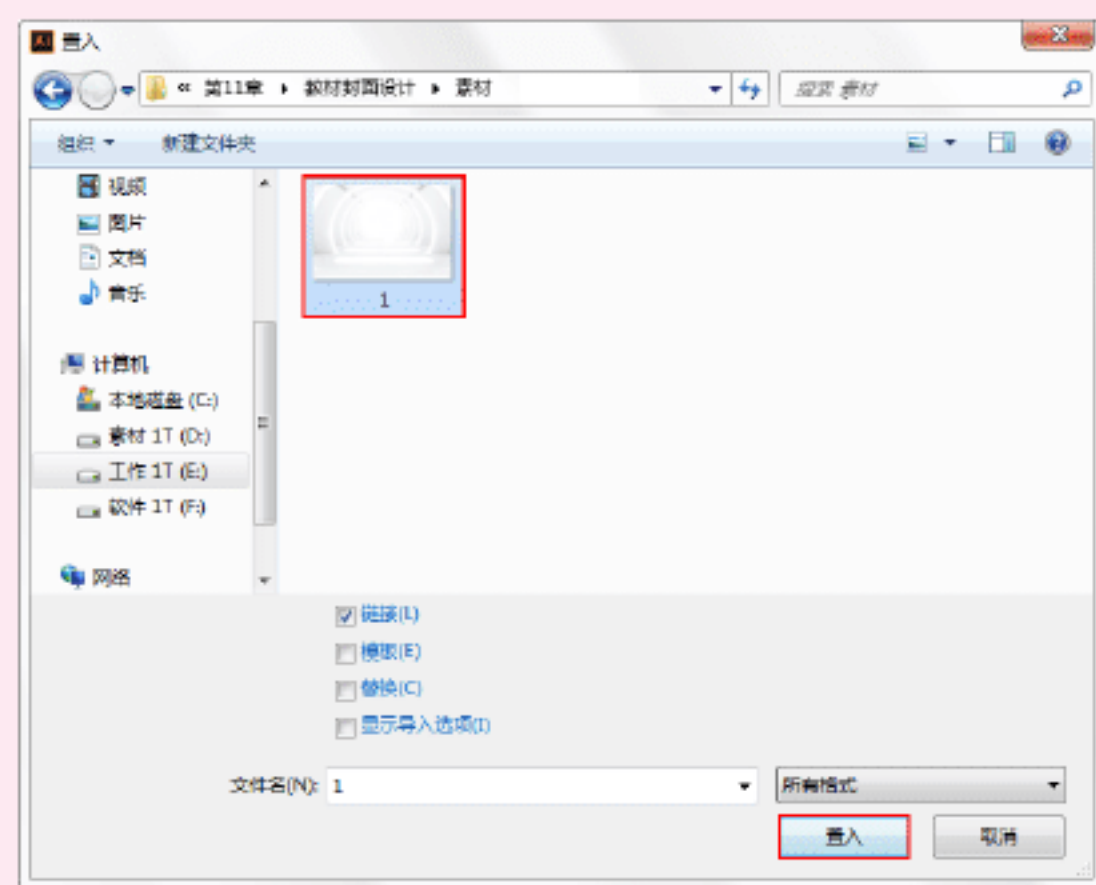 Ai 置入
« 第11章 ▸ 教材封面设计 ▸ 素材
搜索 素材
组织 新建文件夹
视频
图片
文档
音乐
1
计算机
本地磁盘 (C:)
素材 1T (D:)
工作 1T (E:)
软件 1T (F:)
网络
链接(L)
模板(E)
替换(C)
显示导入选项(I)
文件名(N): 1 所有格式
置入 取消